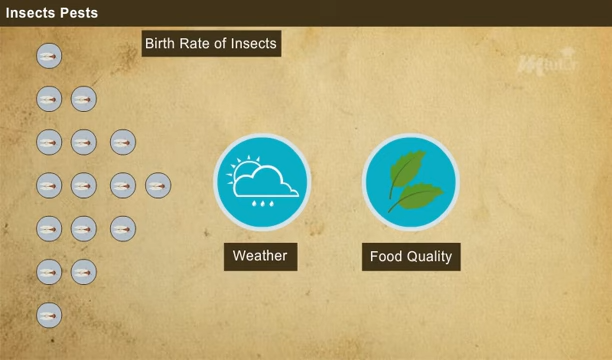 Insects Pests
Birth Rate of Insects
Weather
Food Quality